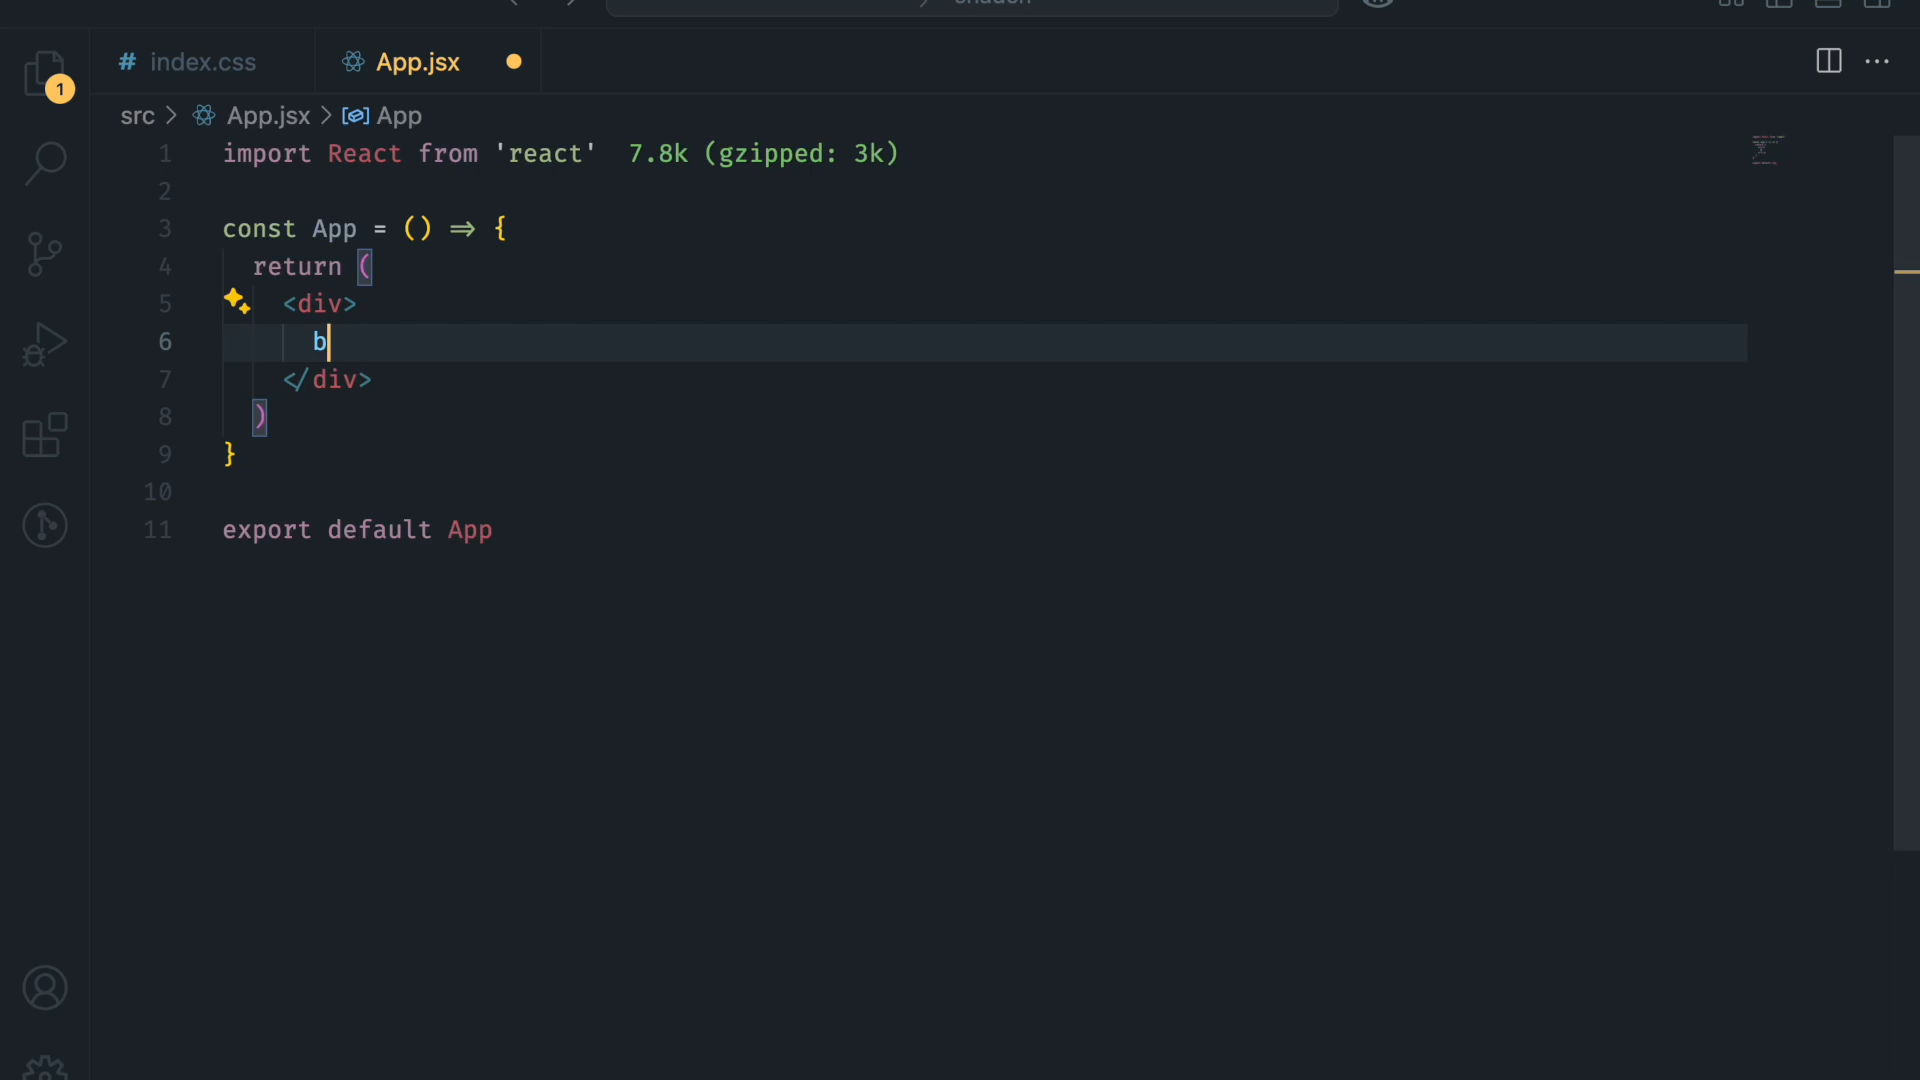 # index.css
App.jsx
1
src > App.jsx > App
1 import React from 'react' 7.8k (gzipped: 3k)
2
3 const App = () => {
4 return (
5 <div>
6 b
7 </div>
8 )
9 }
10
11 export default App